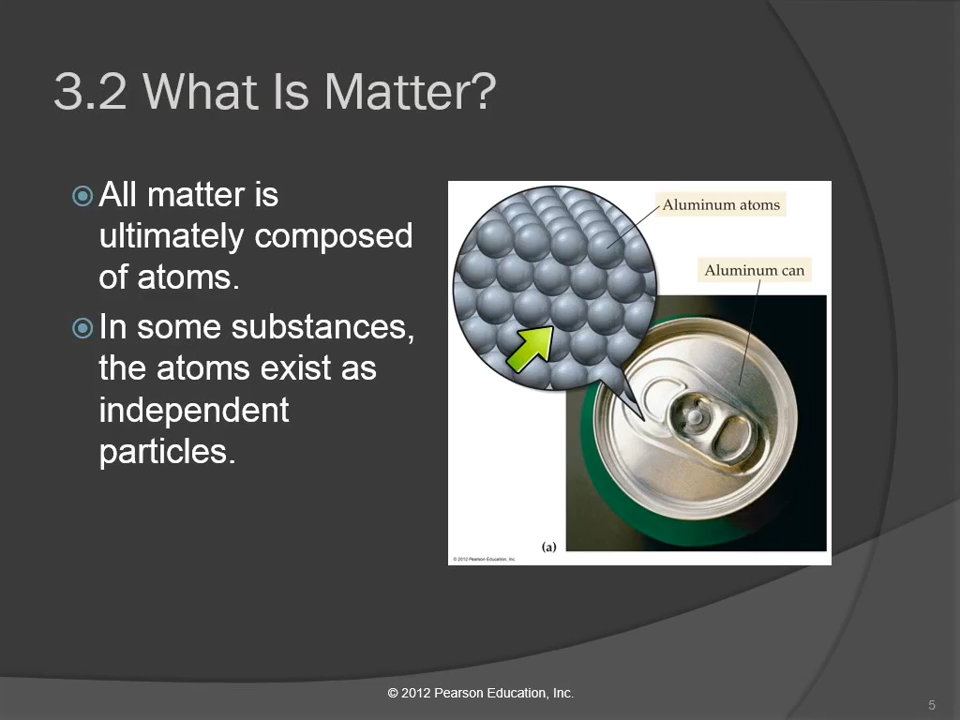 3.2 What Is Matter?
All matter is
ultimately composed
of atoms.
In some substances,
the atoms exist as
independent
particles.
Aluminum atoms
Aluminum can
(a)
© 2012 Pearson Education, Inc.
© 2012 Pearson Education, Inc.
5